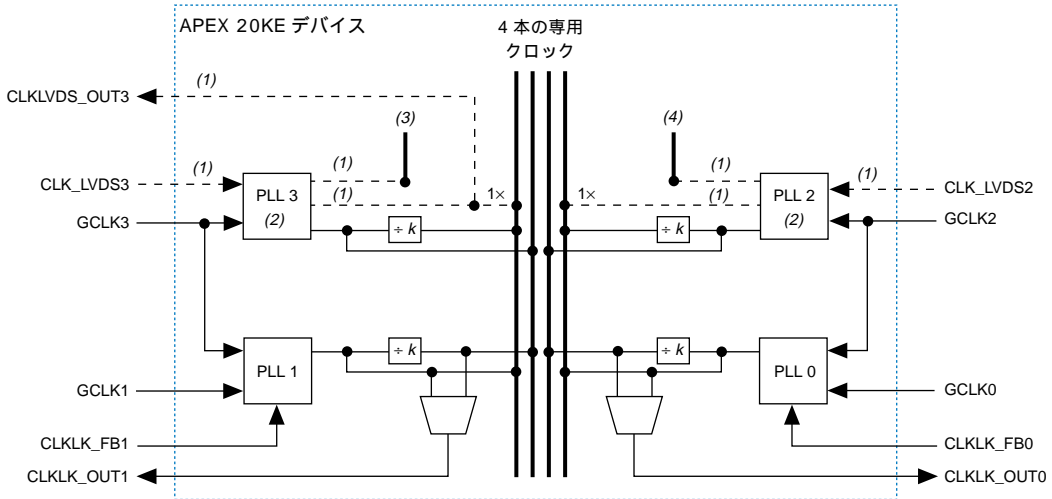 APEX 20KE デバイス
4 本の専用
クロック
CLKLVDS_OUT3
(1)
(3)
(4)
CLK_LVDS3
(1)
(1)
(1)
1×
PLL 3
(2)
GCLK3
÷ k
1×
(1)
(1)
(1)
PLL 2
(2)
÷ k
CLK_LVDS2
GCLK2
PLL 1
÷ k
÷ k
PLL 0
GCLK1
GCLK0
CLKLK_FB1
CLKLK_FB0
CLKLK_OUT1
CLKLK_OUT0